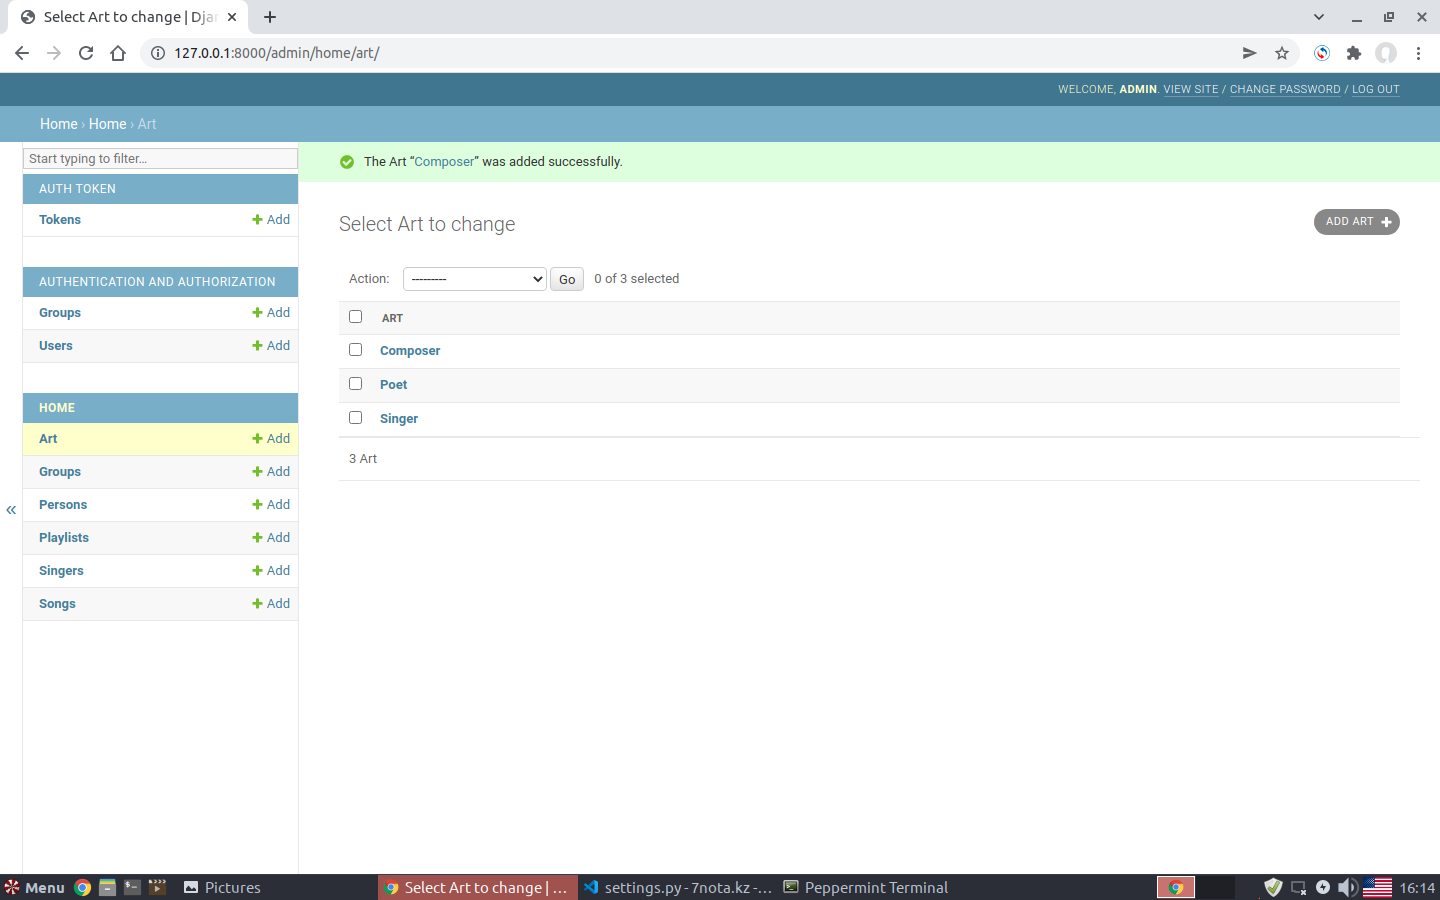 Select Art to change | Dja
127.0.0.1:8000/admin/home/art/
WELCOME, ADMIN. VIEW SITE / CHANGE PASSWORD / LOG OUT
Home › Home › Art
Start typing to filter...
AUTH TOKEN
Tokens Add
AUTHENTICATION AND AUTHORIZATION
Groups Add
Users Add
HOME
Art Add
Groups Add
Persons Add
Playlists Add
Singers Add
Songs Add
«
The Art “Composer” was added successfully.
Select Art to change
ADD ART
Action: --------- Go 0 of 3 selected
ART
Composer
Poet
Singer
3 Art
Menu Pictures Select Art to change | ... settings.py - 7nota.kz -... Peppermint Terminal 16:14